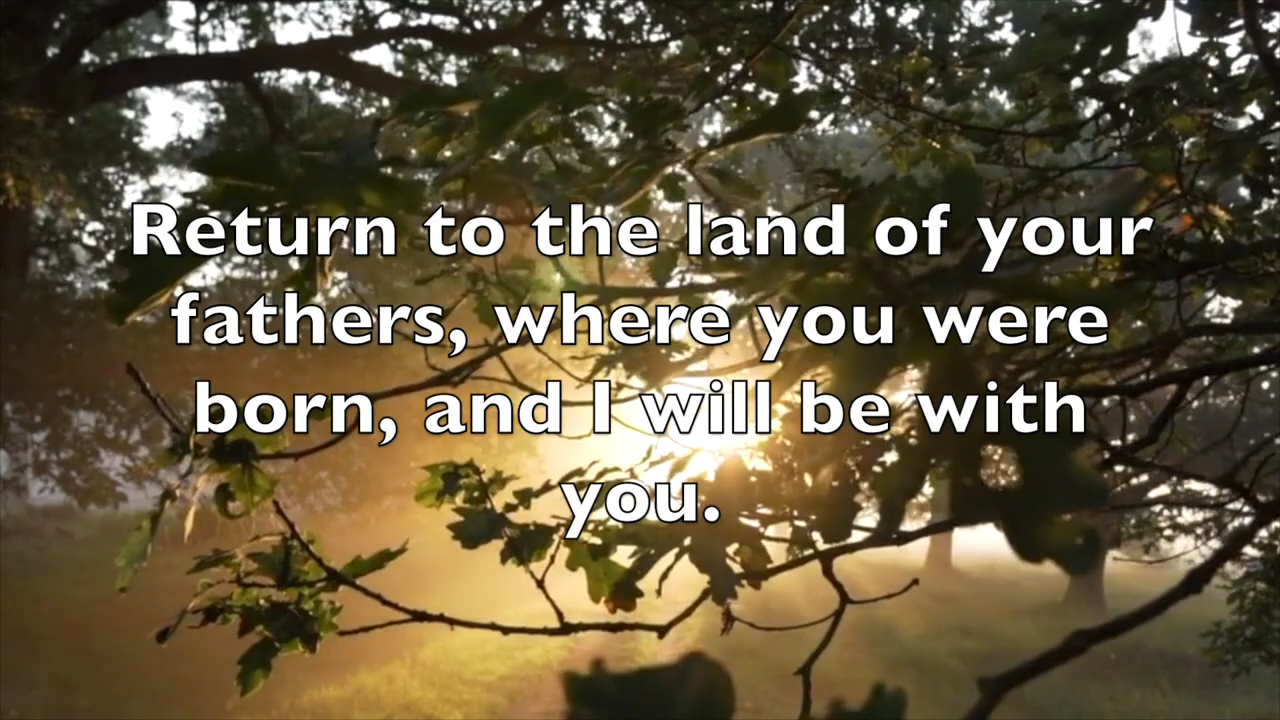 Return to the land of your
fathers, where you were
born, and I will be with
you.